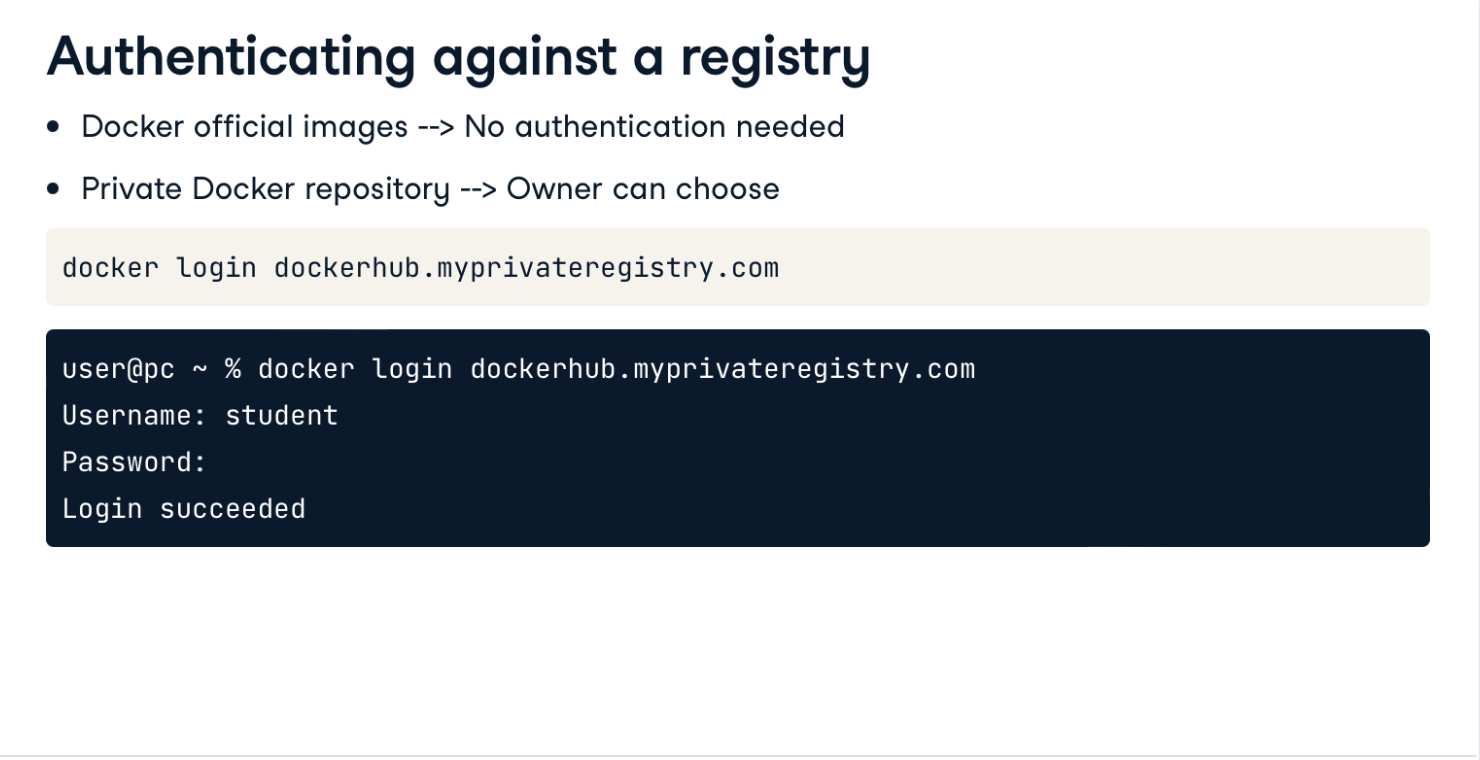 Authenticating against a registry
• Docker official images --> No authentication needed
• Private Docker repository --> Owner can choose
docker login dockerhub.myprivateregistry.com
user@pc ~ % docker login dockerhub.myprivateregistry.com
Username: student
Password:
Login succeeded